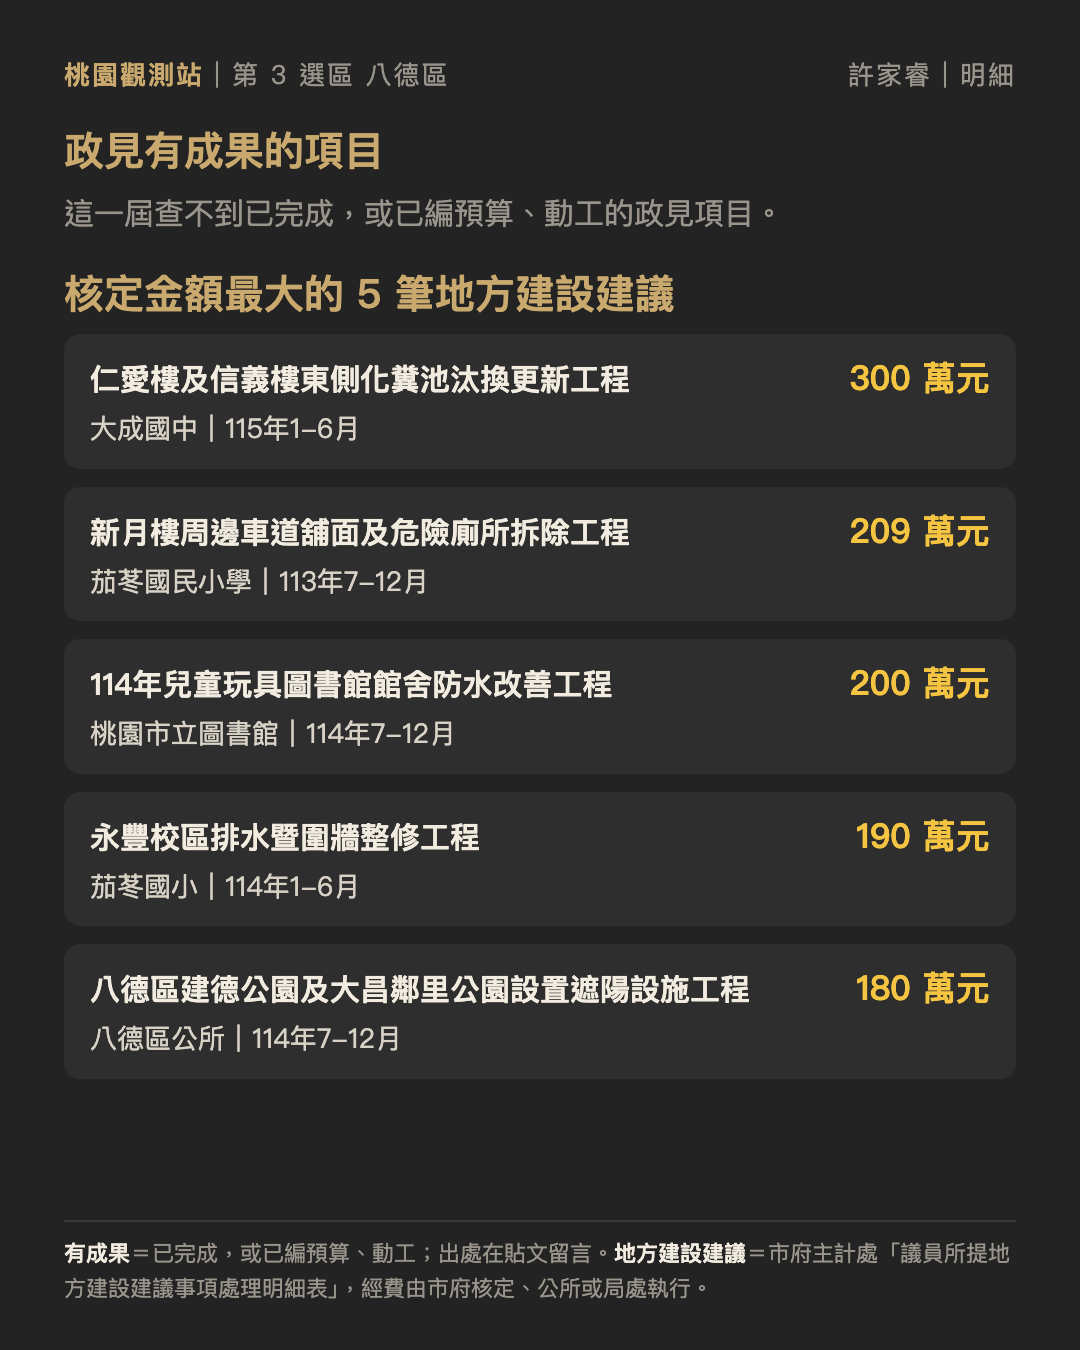 桃園觀測站｜第 3 選區 八德區
許家睿｜明細
政見有成果的項目
這一屆查不到已完成，或已編預算、動工的政見項目。
核定金額最大的 5 筆地方建設建議
仁愛樓及信義樓東側化糞池汰換更新工程
300 萬元
大成國中｜115年1–6月
新月樓周邊車道舖面及危險廁所拆除工程
209 萬元
茄苳國民小學｜113年7–12月
114年兒童玩具圖書館館舍防水改善工程
200 萬元
桃園市立圖書館｜114年7–12月
永豐校區排水暨圍牆整修工程
190 萬元
茄苳國小｜114年1–6月
八德區建德公園及大昌鄰里公園設置遮陽設施工程
180 萬元
八德區公所｜114年7–12月
有成果＝已完成，或已編預算、動工；出處在貼文留言。地方建設建議＝市府主計處「議員所提地
方建設建議事項處理明細表」，經費由市府核定、公所或局處執行。